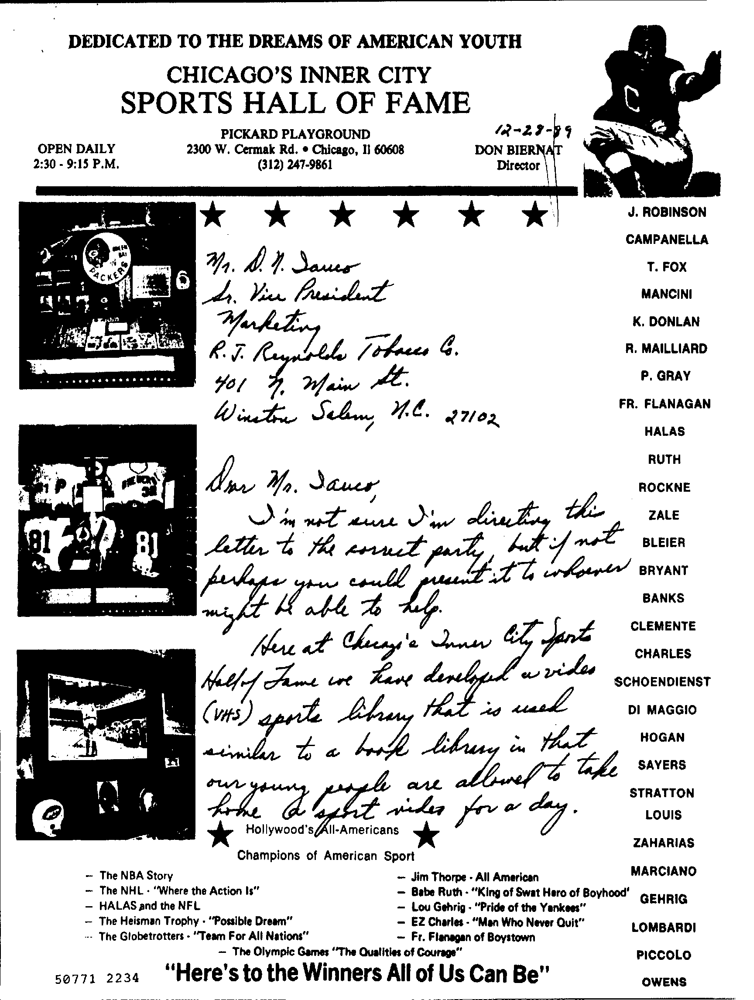 DEDICATED TO THE DREAMS OF AMERICAN YOUTH
CHICAGO'S INNER CITY
SPORTS HALL OF FAME
OPEN DAILY
2:30 - 9:15 P.M.
PICKARD PLAYGROUND
2300 W. Cermak Rd. • Chicago, Il 60608
(312) 247-9861
12-28-89
DON BIERNAT
Director
PACKERS
81
81
Mr. D. N. Iauco
Sr. Vice President
Marketing
R. J. Reynolds Tobacco Co.
401 N. Main St.
Winston Salem, N.C. 27102
Dear Mr. Iauco,
I'm not sure I'm directing this
letter to the correct party, but if not
perhaps you could present it to whoever
might be able to help.
Here at Chicago's Inner City Sports
Hall of Fame we have developed a video
(VHS) sports library that is used
similar to a book library in that
our young people are allowed to take
home a sport video for a day.
J. ROBINSON
CAMPANELLA
T. FOX
MANCINI
K. DONLAN
R. MAILLIARD
P. GRAY
FR. FLANAGAN
HALAS
RUTH
ROCKNE
ZALE
BLEIER
BRYANT
BANKS
CLEMENTE
CHARLES
SCHOENDIENST
DI MAGGIO
HOGAN
SAYERS
STRATTON
LOUIS
ZAHARIAS
MARCIANO
GEHRIG
LOMBARDI
PICCOLO
OWENS
Hollywood's All-Americans
Champions of American Sport
– The NBA Story
– The NHL - "Where the Action Is"
– HALAS and the NFL
– The Heisman Trophy - "Possible Dream"
– The Globetrotters - "Team For All Nations"
– Jim Thorpe - All American
– Babe Ruth - "King of Swat Hero of Boyhood"
– Lou Gehrig - "Pride of the Yankees"
– EZ Charles - "Man Who Never Quit"
– Fr. Flanagan of Boystown
– The Olympic Games "The Qualities of Courage"
50771 2234
"Here's to the Winners All of Us Can Be"